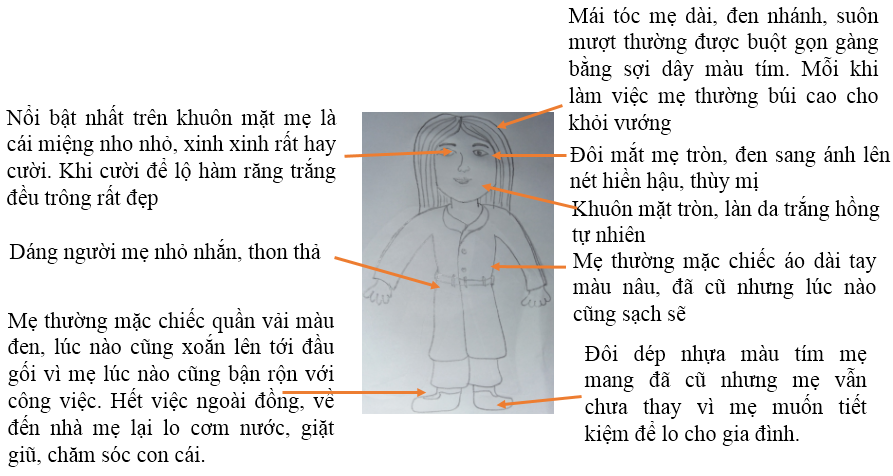 Mái tóc mẹ dài, đen nhánh, suôn
mượt thường được buột gọn gàng
bằng sợi dây màu tím. Mỗi khi
làm việc mẹ thường búi cao cho
khỏi vướng
Nổi bật nhất trên khuôn mặt mẹ là
cái miệng nho nhỏ, xinh xinh rất hay
cười. Khi cười để lộ hàm răng trắng
đều trông rất đẹp
Đôi mắt mẹ tròn, đen sang ánh lên
nét hiền hậu, thùy mị
Khuôn mặt tròn, làn da trắng hồng
tự nhiên
Dáng người mẹ nhỏ nhắn, thon thả
Mẹ thường mặc chiếc áo dài tay
màu nâu, đã cũ nhưng lúc nào
cũng sạch sẽ
Mẹ thường mặc chiếc quần vải màu
đen, lúc nào cũng xoắn lên tới đầu
gối vì mẹ lúc nào cũng bận rộn với
công việc. Hết việc ngoài đồng, về
đến nhà mẹ lại lo cơm nước, giặt
giũ, chăm sóc con cái.
Đôi dép nhựa màu tím mẹ
mang đã cũ nhưng mẹ vẫn
chưa thay vì mẹ muốn tiết
kiệm để lo cho gia đình.